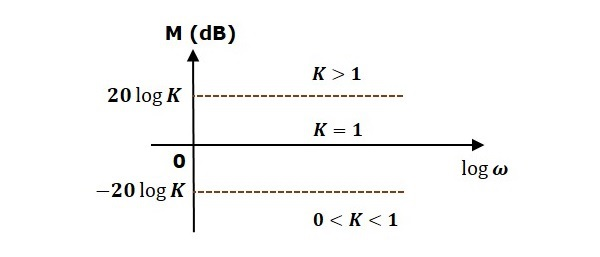 M (dB)
K > 1
20 log K
K = 1
0
log ω
−20 log K
0 < K < 1